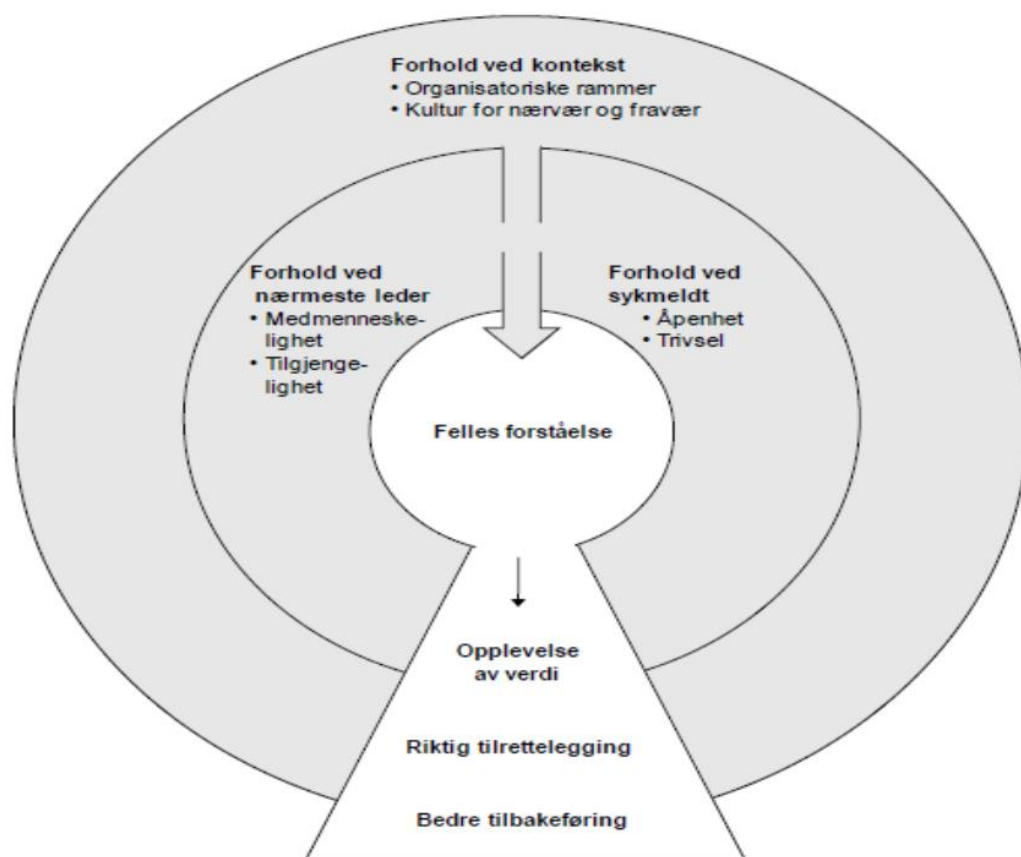 Forhold ved kontekst
• Organisatoriske rammer
• Kultur for nærvær og fravær
Forhold ved
nærmeste leder
• Medmenneske-
lighet
• Tilgjenge-
lighet
Forhold ved
sykmeldt
• Åpenhet
• Trivsel
Felles forståelse
Opplevelse
av verdi
Riktig tilrettelegging
Bedre tilbakeføring